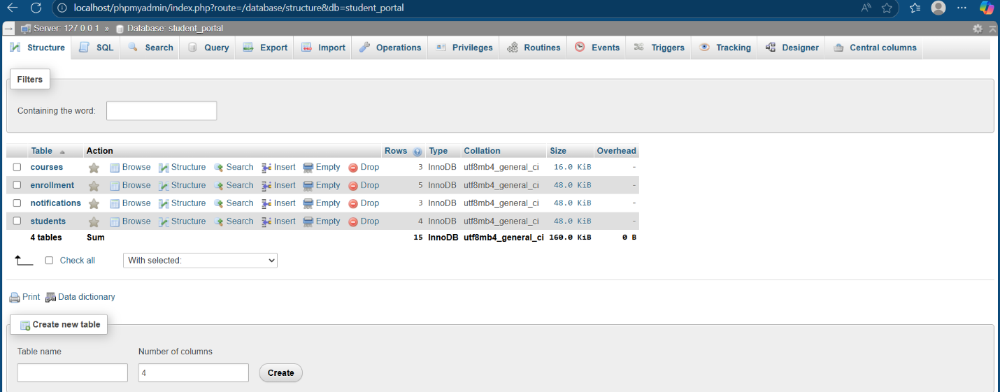 localhost/phpmyadmin/index.php?route=/database/structure&db=student_portal
Server: 127.0.0.1 » Database: student_portal
Structure SQL Search Query Export Import Operations Privileges Routines Events Triggers Tracking Designer Central columns
Filters
Containing the word:
Table Action Rows Type Collation Size Overhead
courses Browse Structure Search Insert Empty Drop 3 InnoDB utf8mb4_general_ci 16.0 KiB -
enrollment Browse Structure Search Insert Empty Drop 5 InnoDB utf8mb4_general_ci 48.0 KiB -
notifications Browse Structure Search Insert Empty Drop 3 InnoDB utf8mb4_general_ci 48.0 KiB -
students Browse Structure Search Insert Empty Drop 4 InnoDB utf8mb4_general_ci 48.0 KiB -
4 tables Sum 15 InnoDB utf8mb4_general_ci 160.0 KiB 0 B
Check all With selected:
Print Data dictionary
Create new table
Table name Number of columns
4 Create